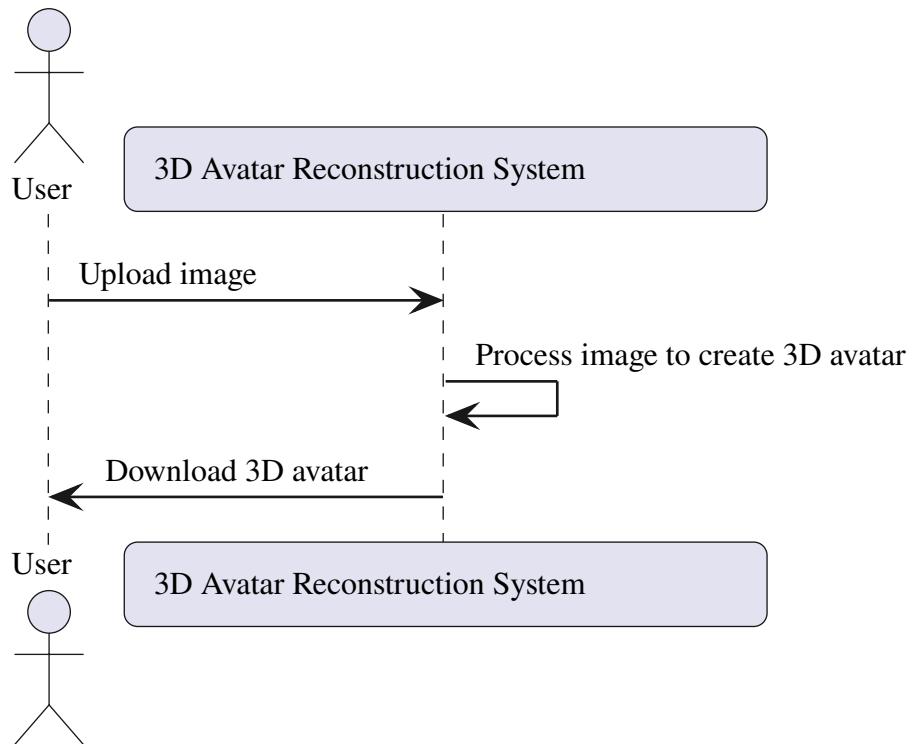 User
3D Avatar Reconstruction System
Upload image
Process image to create 3D avatar
Download 3D avatar
User
3D Avatar Reconstruction System